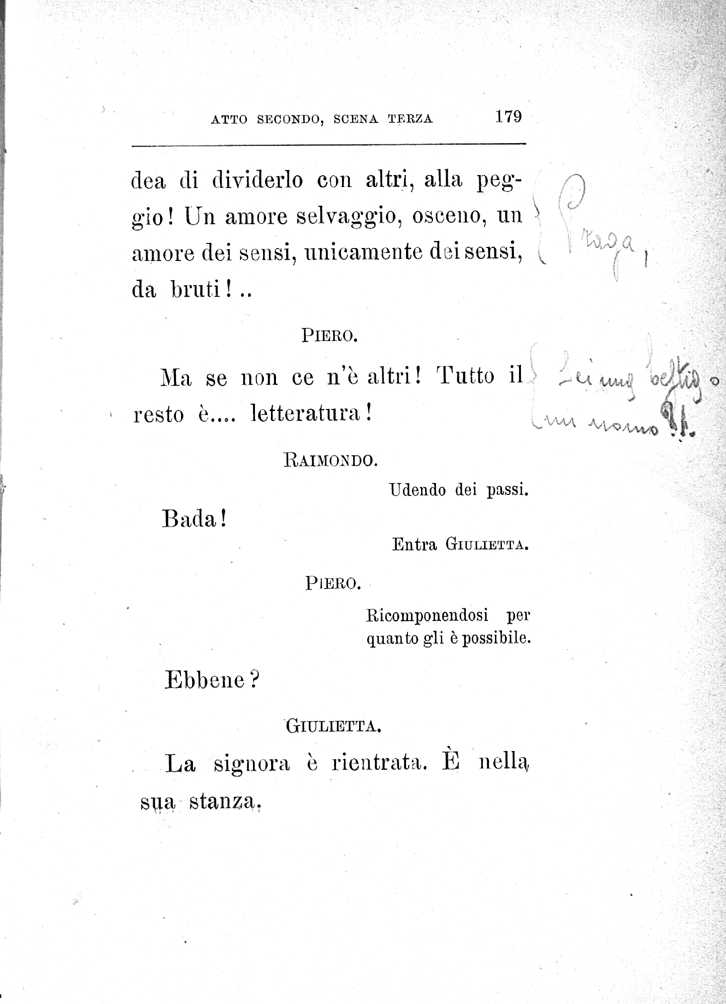 ATTO SECONDO, SCENA TERZA 179
dea di dividerlo con altri, alla peg-
gio! Un amore selvaggio, osceno, un
amore dei sensi, unicamente dei sensi,
da bruti! ..
Praga,
PIERO.
Ma se non ce n'è altri! Tutto il
resto è.... letteratura!
Lei una bestia o
un uomo?!.
RAIMONDO.
Udendo dei passi.
Bada!
Entra GIULIETTA.
PIERO.
Ricomponendosi per
quanto gli è possibile.
Ebbene?
GIULIETTA.
La signora è rientrata. È nella
sua stanza.